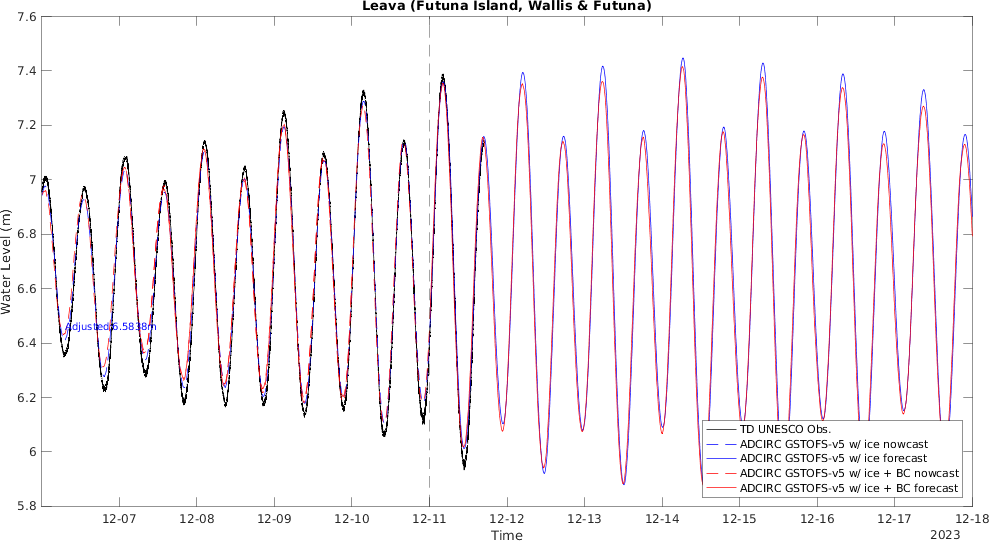 Leava (Futuna Island, Wallis & Futuna)
7.6
7.4
7.2
7
6.8
6.6
6.4
6.2
6
5.8
Water Level (m)
Adjusted:6.5838m
TD UNESCO Obs.
ADCIRC GSTOFS-v5 w/ ice nowcast
ADCIRC GSTOFS-v5 w/ ice forecast
ADCIRC GSTOFS-v5 w/ ice + BC nowcast
ADCIRC GSTOFS-v5 w/ ice + BC forecast
12-07 12-08 12-09 12-10 12-11 12-12 12-13 12-14 12-15 12-16 12-17 12-18
Time
2023